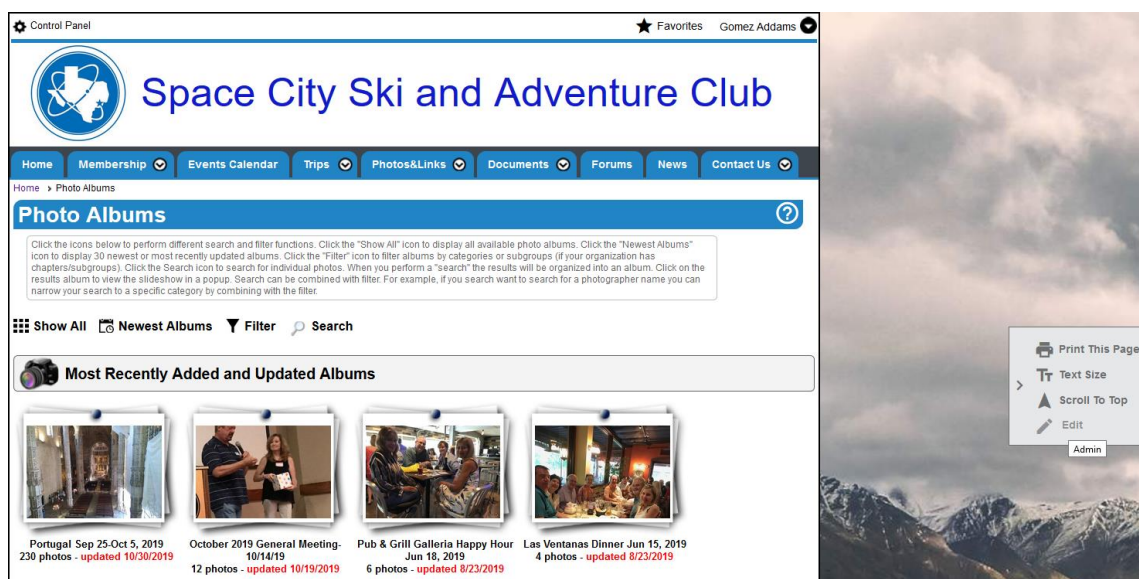 Control Panel
Favorites Gomez Addams
Space City Ski and Adventure Club
Home Membership Events Calendar Trips Photos&Links Documents Forums News Contact Us
Home > Photo Albums
Photo Albums
?
Click the icons below to perform different search and filter functions. Click the "Show All" icon to display all available photo albums. Click the "Newest Albums"
icon to display 30 newest or most recently updated albums. Click the "Filter" icon to filter albums by categories or subgroups (if your organization has
chapters/subgroups). Click the Search icon to search for individual photos. When you perform a "search" the results will be organized into an album. Click on the
results album to view the slideshow in a popup. Search can be combined with filter. For example, if you search want to search for a photographer name you can
narrow your search to a specific category by combining with the filter.
Show All Newest Albums Filter Search
Most Recently Added and Updated Albums
Portugal Sep 25-Oct 5, 2019
230 photos - updated 10/30/2019
October 2019 General Meeting-
10/14/19
12 photos - updated 10/19/2019
Pub & Grill Galleria Happy Hour
Jun 18, 2019
6 photos - updated 8/23/2019
Las Ventanas Dinner Jun 15, 2019
4 photos - updated 8/23/2019
Print This Page
Text Size
Scroll To Top
Edit
Admin